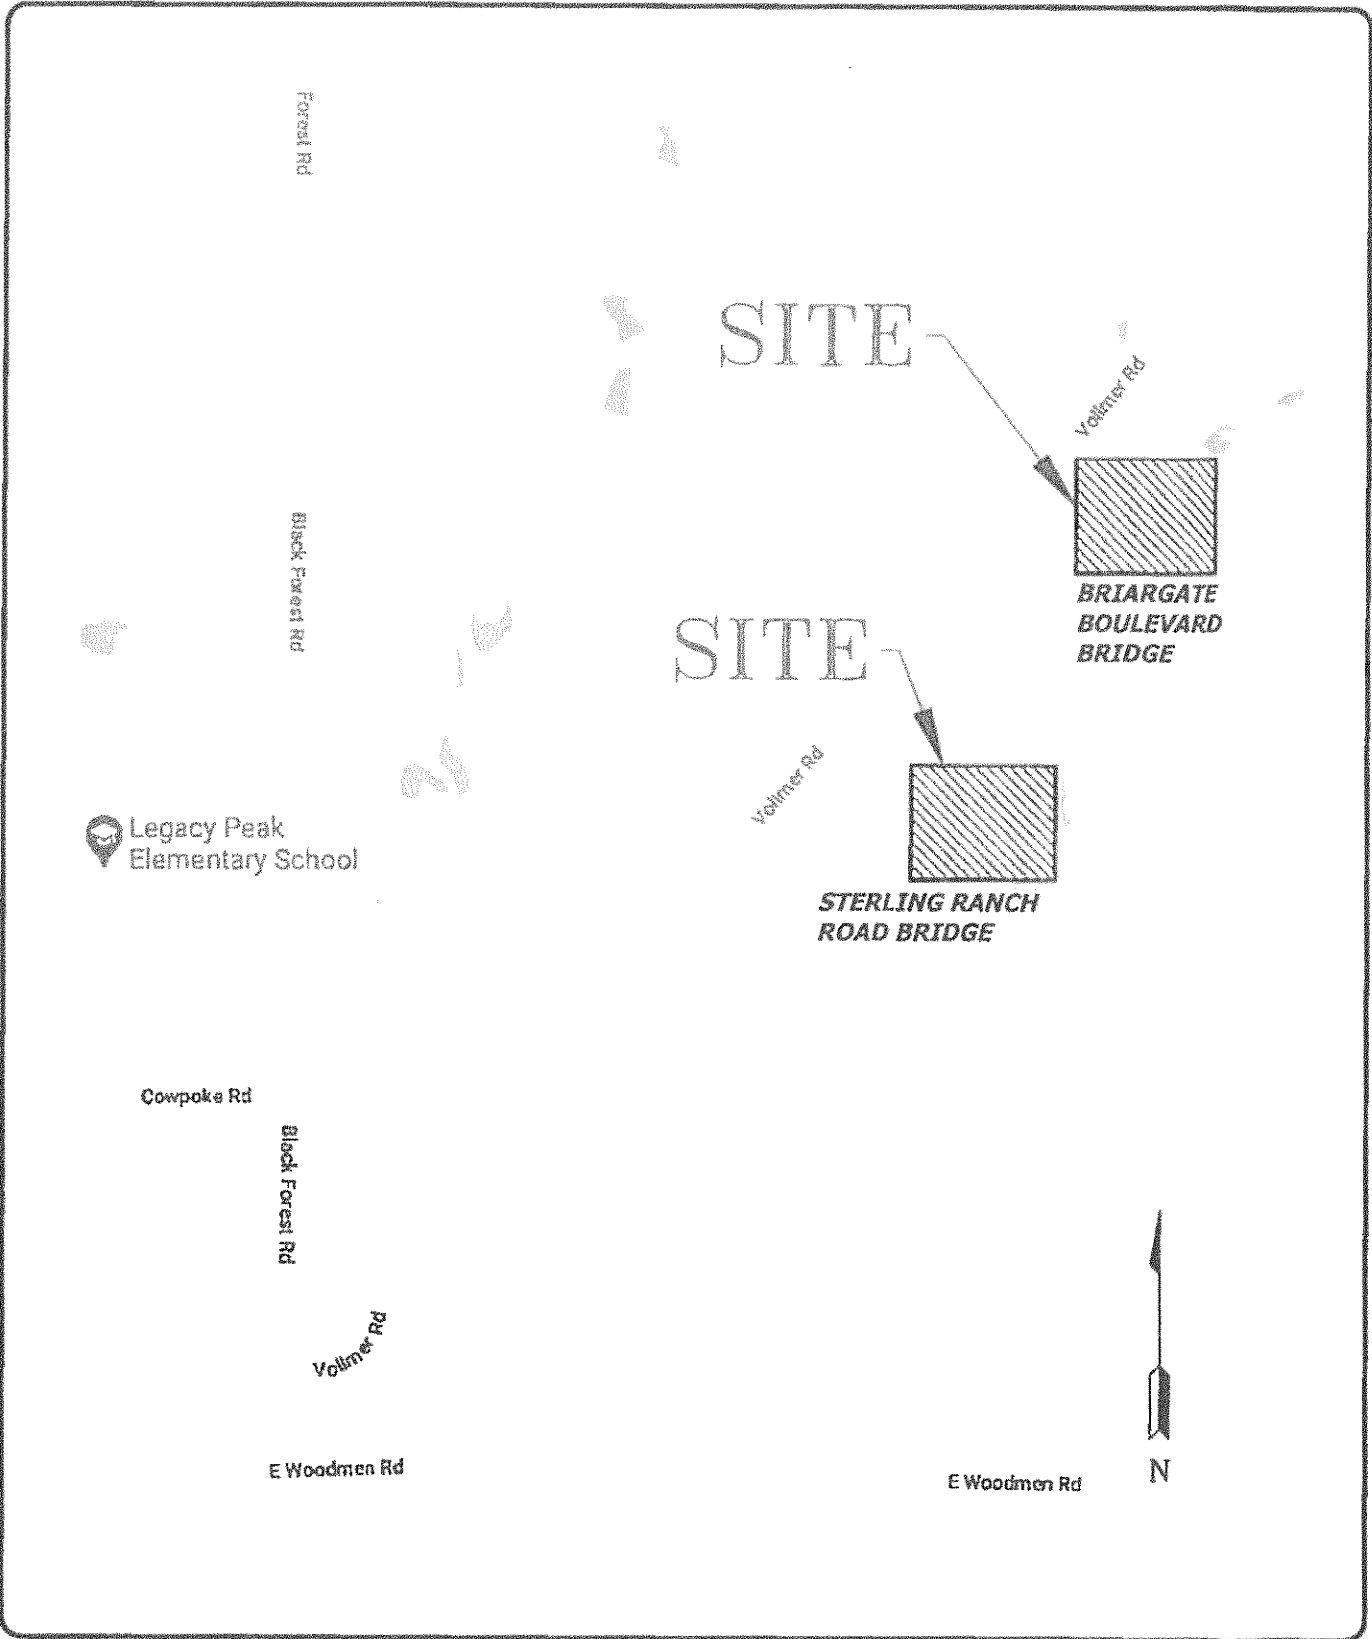 Forest Rd
SITE
Vollmer Rd
Black Forest Rd
BRIARGATE
BOULEVARD
BRIDGE
SITE
Vollmer Rd
Legacy Peak
Elementary School
STERLING RANCH
ROAD BRIDGE
Cowpoke Rd
Black Forest Rd
Vollmer Rd
E Woodmen Rd
E Woodmen Rd
N